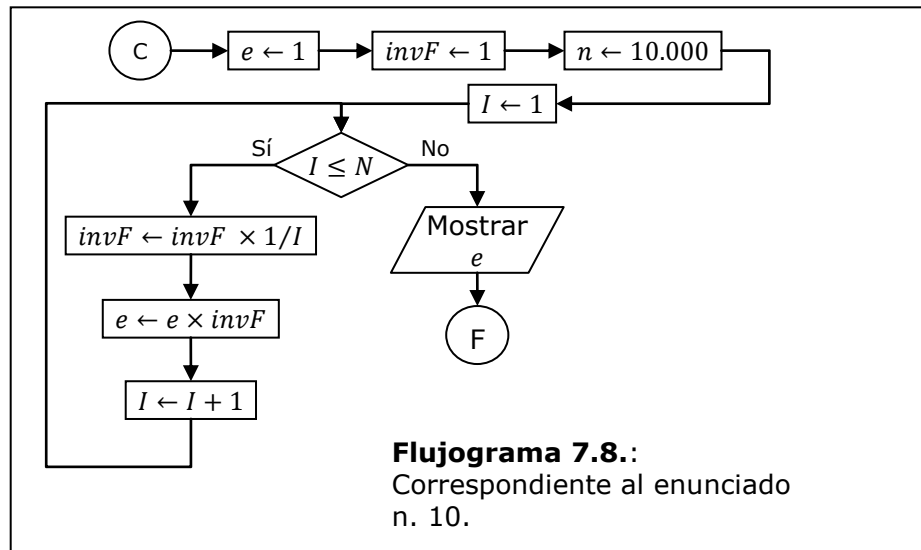 C
e ← 1
invF ← 1
n ← 10.000
I ← 1
Sí
I ≤ N
No
invF ← invF × 1/I
Mostrar
e
e ← e × invF
F
I ← I + 1
Flujograma 7.8.:
Correspondiente al enunciado
n. 10.